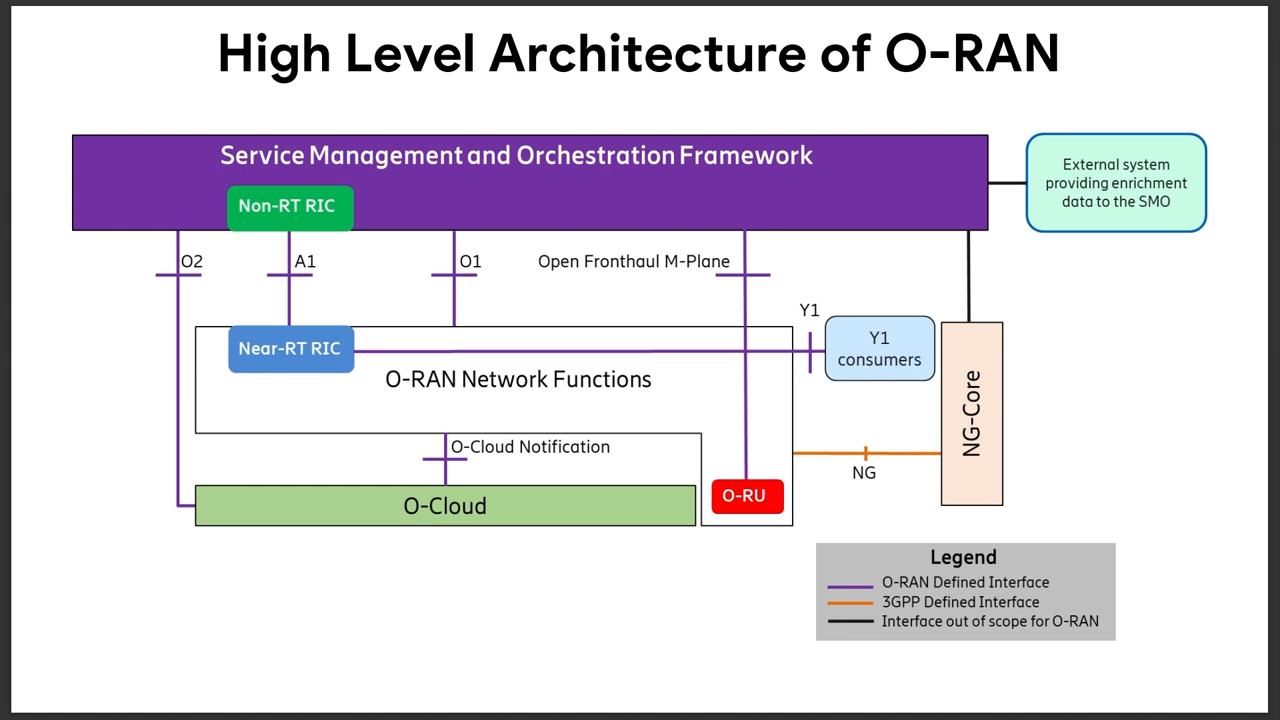 High Level Architecture of O-RAN
Service Management and Orchestration Framework
Non-RT RIC
External system
providing enrichment
data to the SMO
O2
A1
O1
Open Fronthaul M-Plane
Y1
Near-RT RIC
Y1
consumers
O-RAN Network Functions
NG-Core
O-Cloud Notification
NG
O-Cloud
O-RU
Legend
O-RAN Defined Interface
3GPP Defined Interface
Interface out of scope for O-RAN